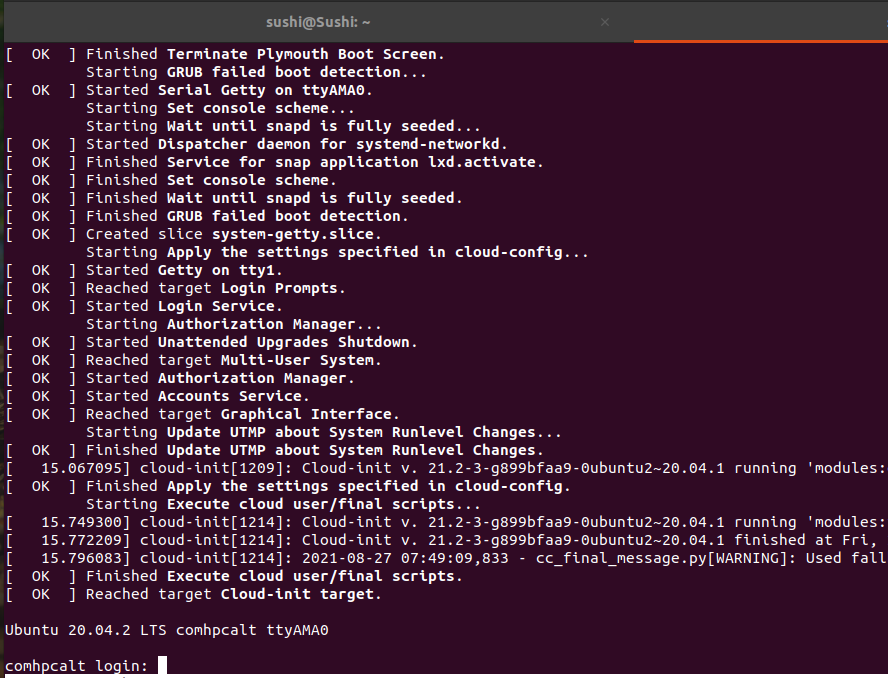 sushi@Sushi: ~ ×
[  OK  ] Finished Terminate Plymouth Boot Screen.
         Starting GRUB failed boot detection...
[  OK  ] Started Serial Getty on ttyAMA0.
         Starting Set console scheme...
         Starting Wait until snapd is fully seeded...
[  OK  ] Started Dispatcher daemon for systemd-networkd.
[  OK  ] Finished Service for snap application lxd.activate.
[  OK  ] Finished Set console scheme.
[  OK  ] Finished Wait until snapd is fully seeded.
[  OK  ] Finished GRUB failed boot detection.
[  OK  ] Created slice system-getty.slice.
         Starting Apply the settings specified in cloud-config...
[  OK  ] Started Getty on tty1.
[  OK  ] Reached target Login Prompts.
[  OK  ] Started Login Service.
         Starting Authorization Manager...
[  OK  ] Started Unattended Upgrades Shutdown.
[  OK  ] Reached target Multi-User System.
[  OK  ] Started Authorization Manager.
[  OK  ] Started Accounts Service.
[  OK  ] Reached target Graphical Interface.
         Starting Update UTMP about System Runlevel Changes...
[  OK  ] Finished Update UTMP about System Runlevel Changes.
[   15.067095] cloud-init[1209]: Cloud-init v. 21.2-3-g899bfaa9-0ubuntu2~20.04.1 running 'modules:
[  OK  ] Finished Apply the settings specified in cloud-config.
         Starting Execute cloud user/final scripts...
[   15.749300] cloud-init[1214]: Cloud-init v. 21.2-3-g899bfaa9-0ubuntu2~20.04.1 running 'modules:
[   15.772209] cloud-init[1214]: Cloud-init v. 21.2-3-g899bfaa9-0ubuntu2~20.04.1 finished at Fri,
[   15.796083] cloud-init[1214]: 2021-08-27 07:49:09,833 - cc_final_message.py[WARNING]: Used fall
[  OK  ] Finished Execute cloud user/final scripts.
[  OK  ] Reached target Cloud-init target.
Ubuntu 20.04.2 LTS comhpcalt ttyAMA0
comhpcalt login: